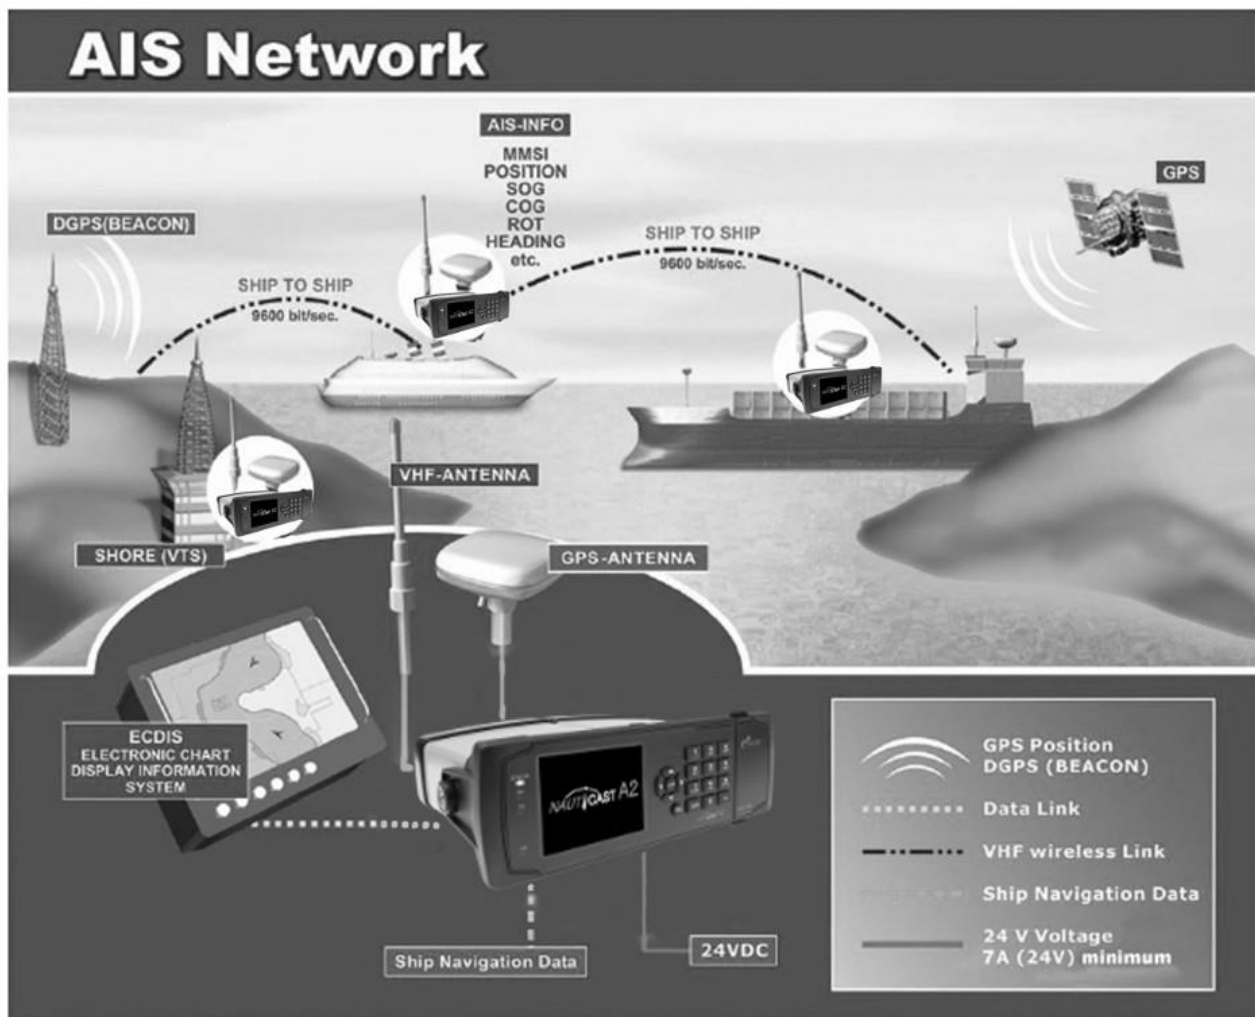 AIS Network
AIS-INFO
MMSI
POSITION
SOG
COG
ROT
HEADING
etc.
GPS
DGPS(BEACON)
SHIP TO SHIP
9600 bit/sec.
SHIP TO SHIP
9600 bit/sec.
VHF-ANTENNA
SHORE (VTS)
GPS-ANTENNA
ECDIS
ELECTRONIC CHART
DISPLAY INFORMATION
SYSTEM
NAUTICAST A2
Ship Navigation Data
24VDC
GPS Position
DGPS (BEACON)
Data Link
VHF wireless Link
Ship Navigation Data
24 V Voltage
7A (24V) minimum